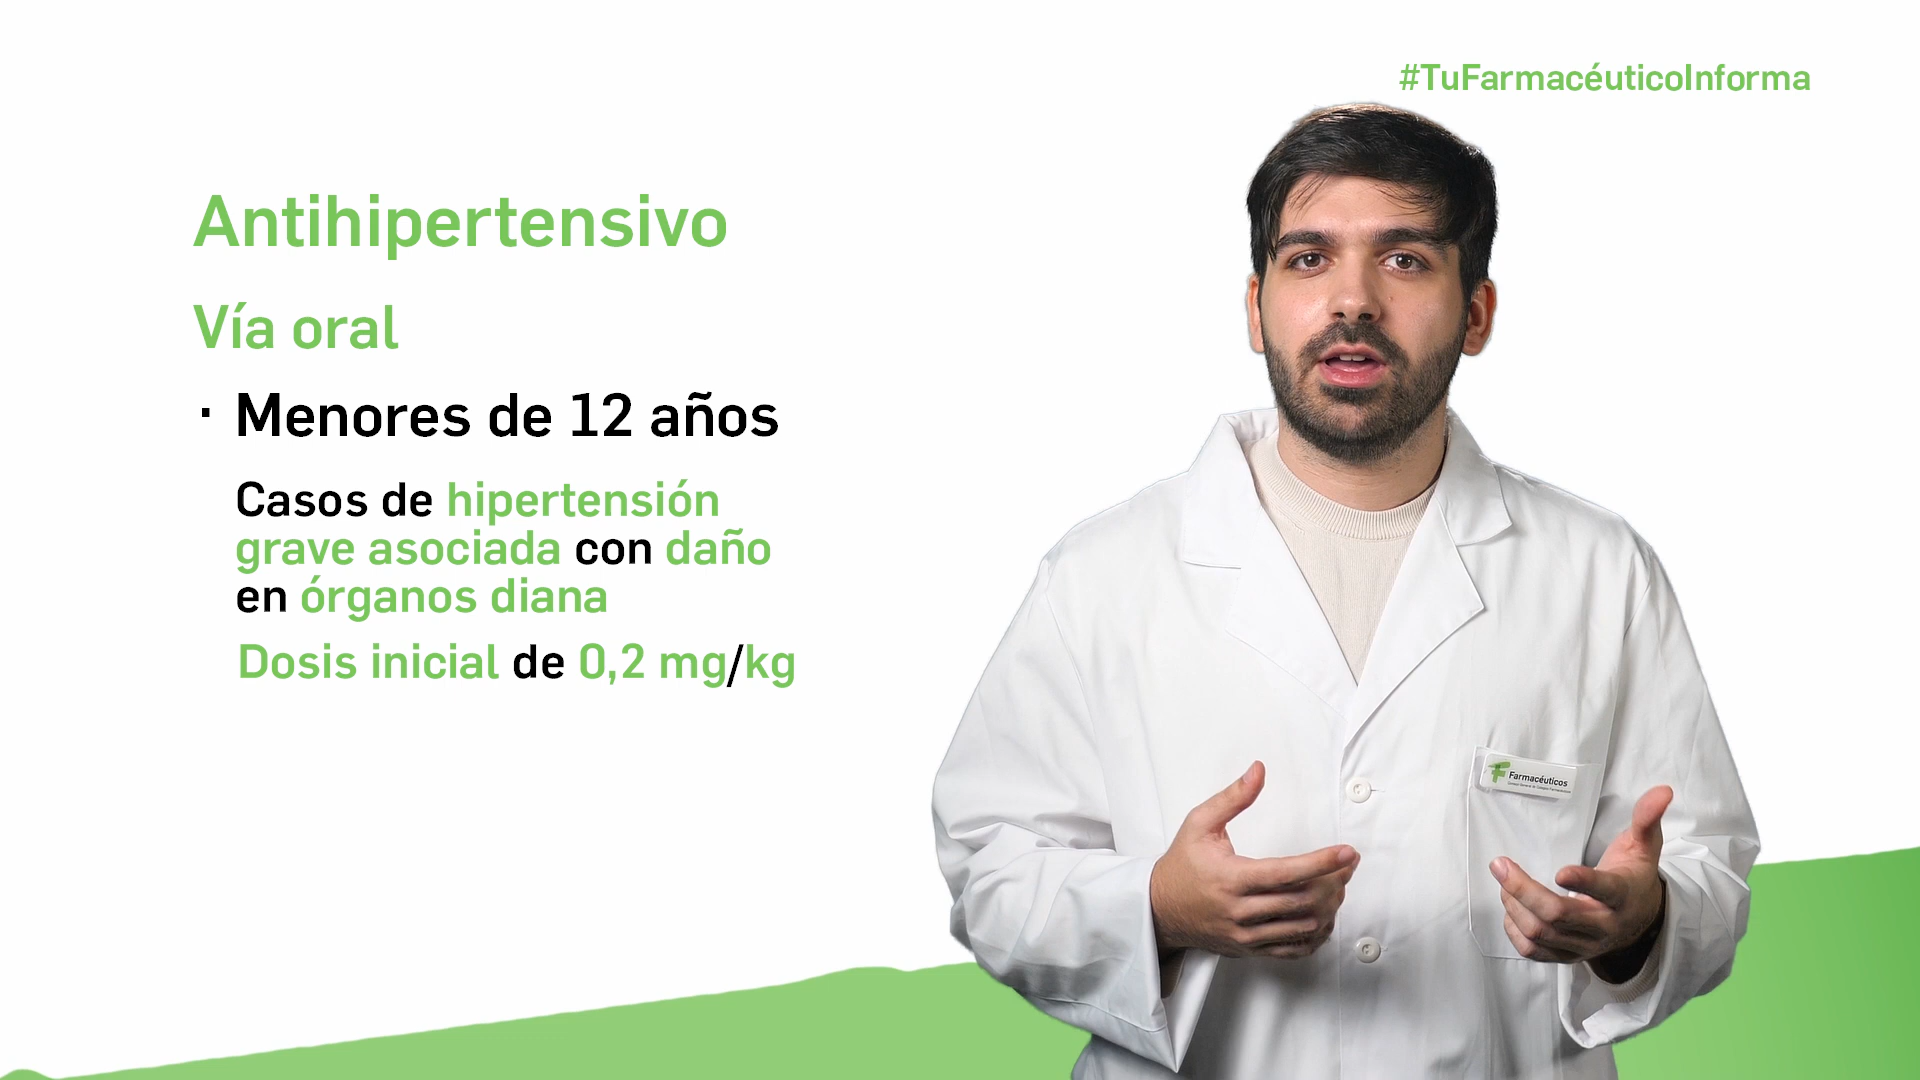 #TuFarmacéuticoInforma
Antihipertensivo
Vía oral
· Menores de 12 años
Casos de hipertensión
grave asociada con daño
en órganos diana
Dosis inicial de 0,2 mg/kg
Farmacéuticos